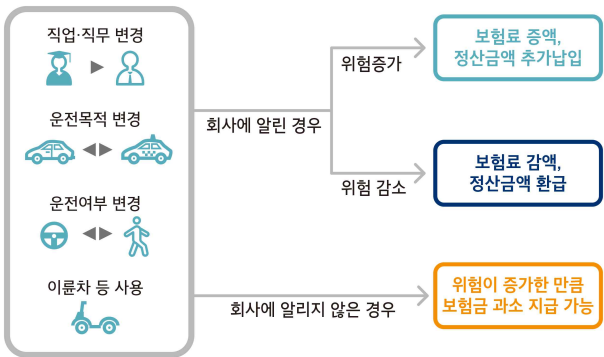 직업·직무 변경
운전목적 변경
운전여부 변경
이륜차 등 사용
회사에 알린 경우
위험증가
보험료 증액,
정산금액 추가납입
위험 감소
보험료 감액,
정산금액 환급
회사에 알리지 않은 경우
위험이 증가한 만큼
보험금 과소 지급 가능